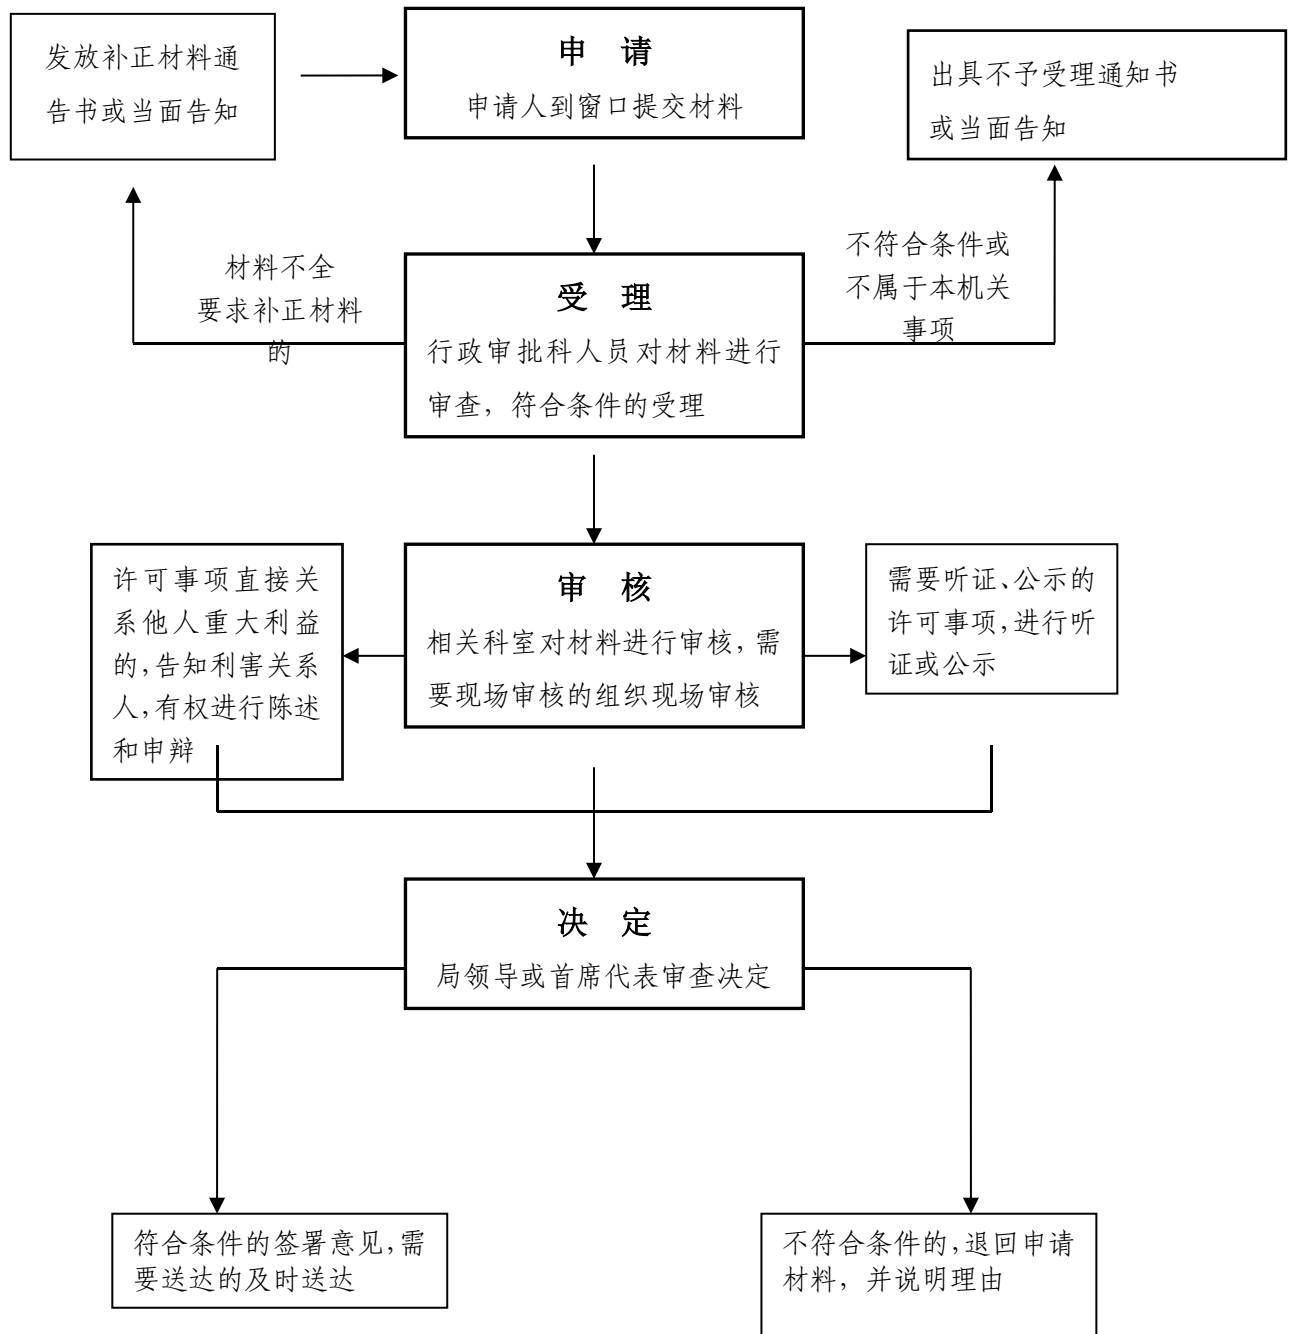 发放补正材料通
告书或当面告知
申 请
申请人到窗口提交材料
出具不予受理通知书
或当面告知
材料不全
要求补正材料
的
受 理
行政审批科人员对材料进行
审查，符合条件的受理
不符合条件或
不属于本机关
事项
许可事项直接关
系他人重大利益
的，告知利害关系
人，有权进行陈述
和申辩
审 核
相关科室对材料进行审核，需
要现场审核的组织现场审核
需要听证、公示的
许可事项，进行听
证或公示
决 定
局领导或首席代表审查决定
符合条件的签署意见，需
要送达的及时送达
不符合条件的，退回申请
材料，并说明理由